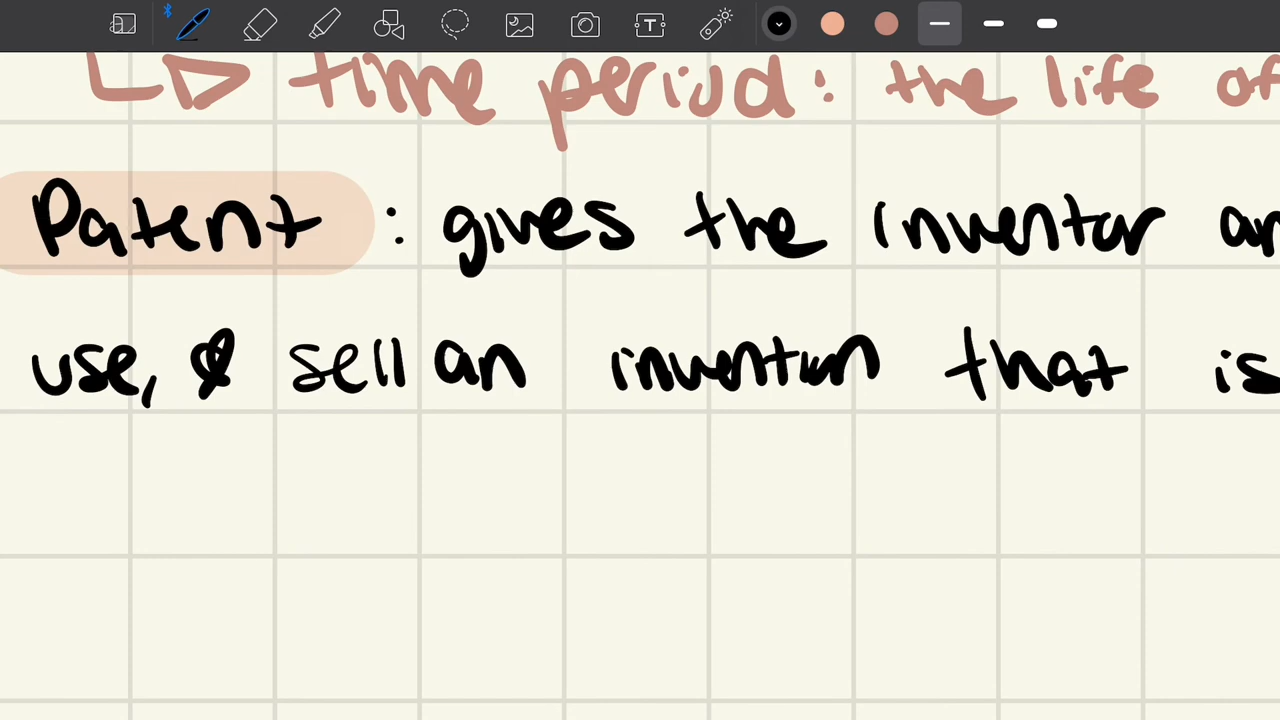 ↳ time period: the life of
Patent : gives the inventor an
use, & sell an invention that is